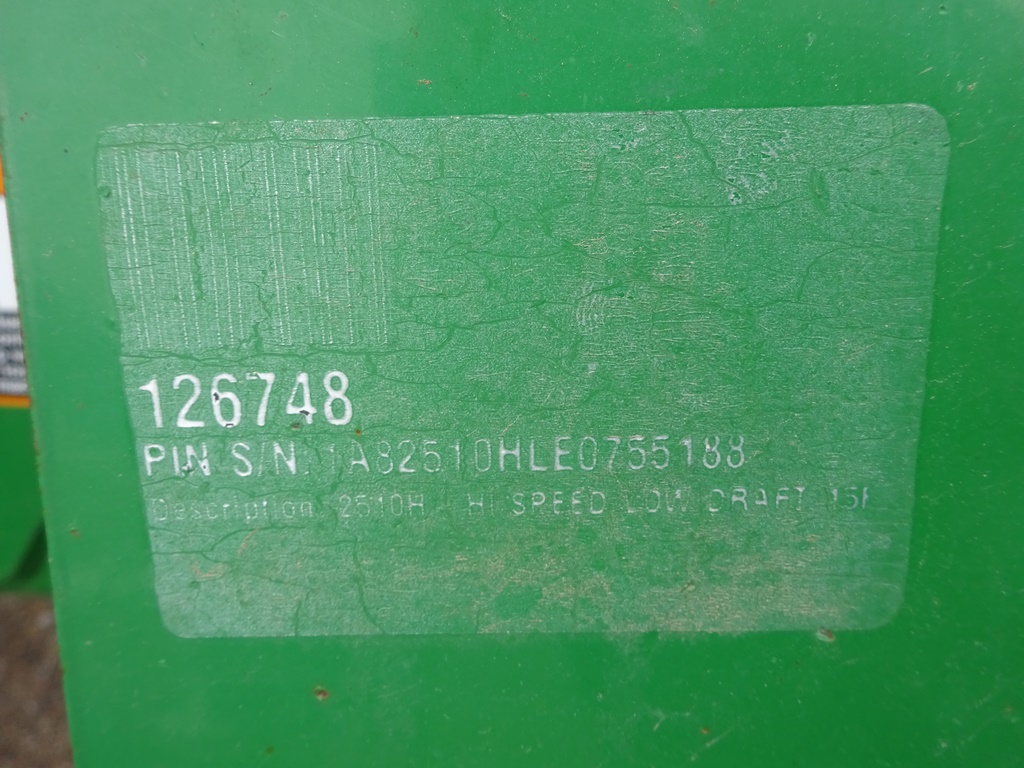 126748
PIN S/N: 1A82510HLE0755188
Description: 2510H - HI SPEED LOW DRAFT